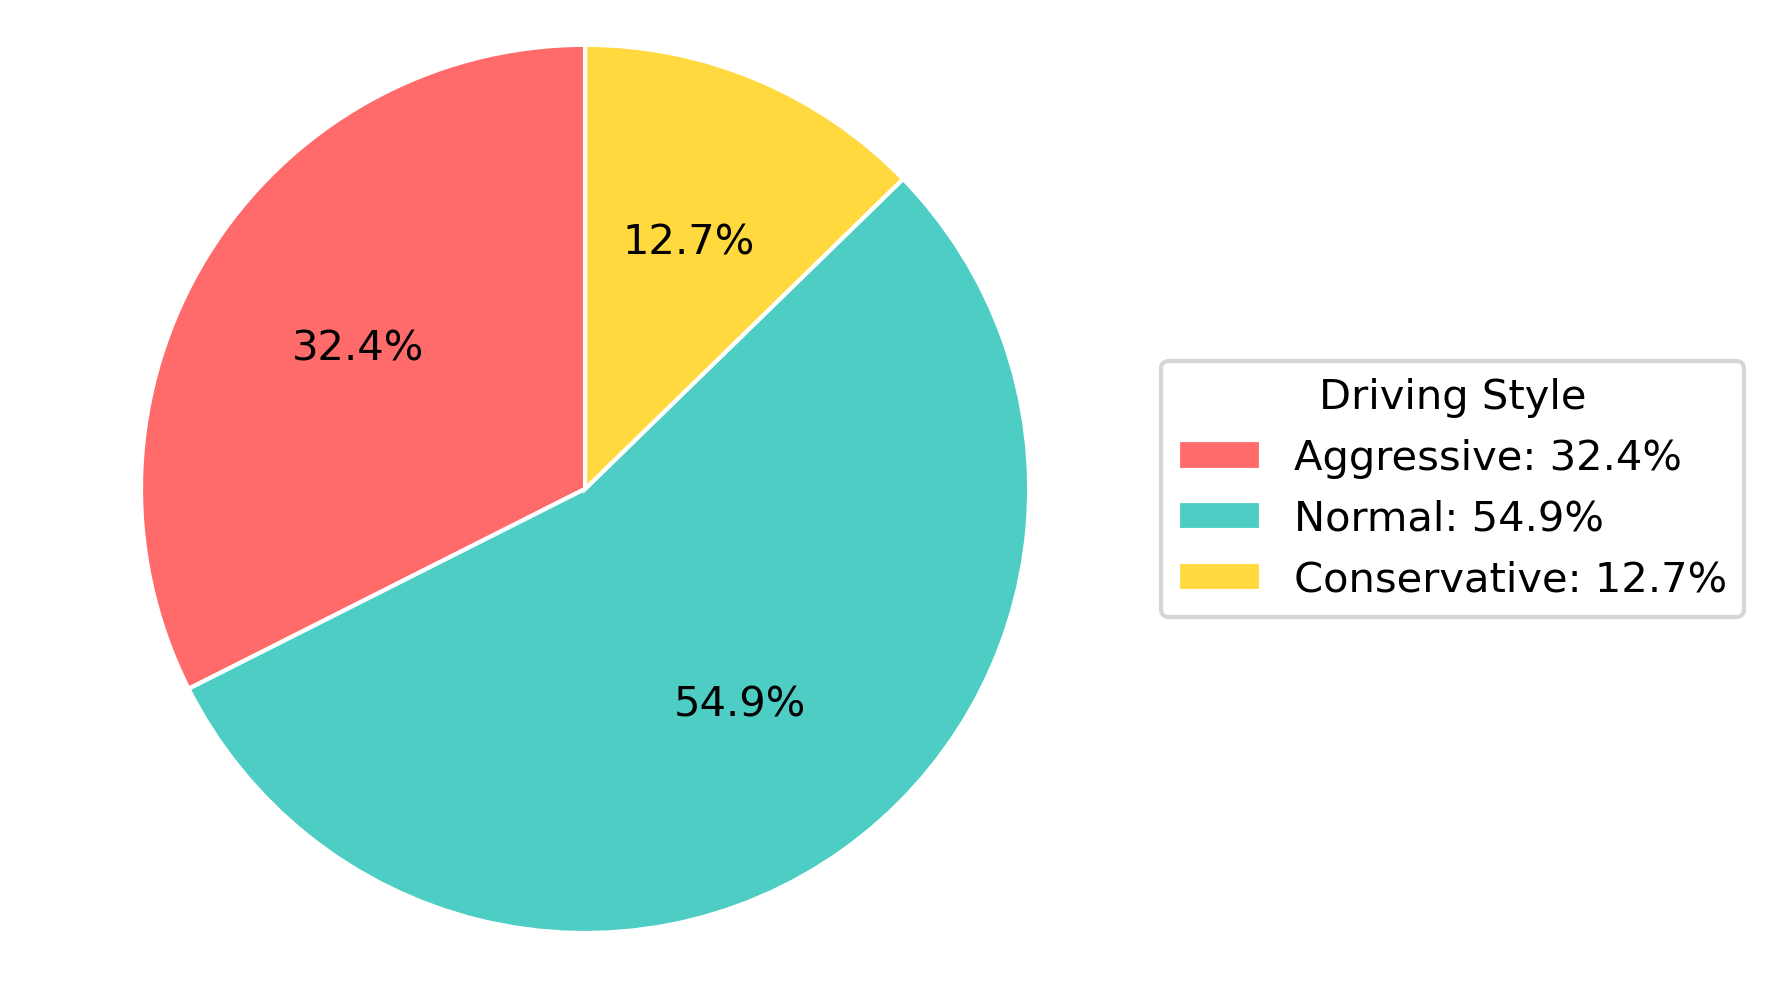 12.7%
32.4%
54.9%
Driving Style
Aggressive: 32.4%
Normal: 54.9%
Conservative: 12.7%